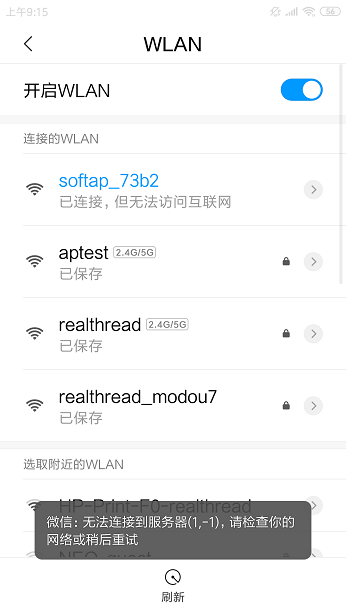 上午9:15
56
WLAN
开启WLAN
连接的WLAN
softap_73b2
已连接，但无法访问互联网
aptest 2.4G/5G
已保存
realthread 2.4G/5G
已保存
realthread_modou7
已保存
选取附近的WLAN
HP-Print-F0-realthread
微信: 无法连接到服务器(1,-1), 请检查你的
网络或稍后重试
刷新